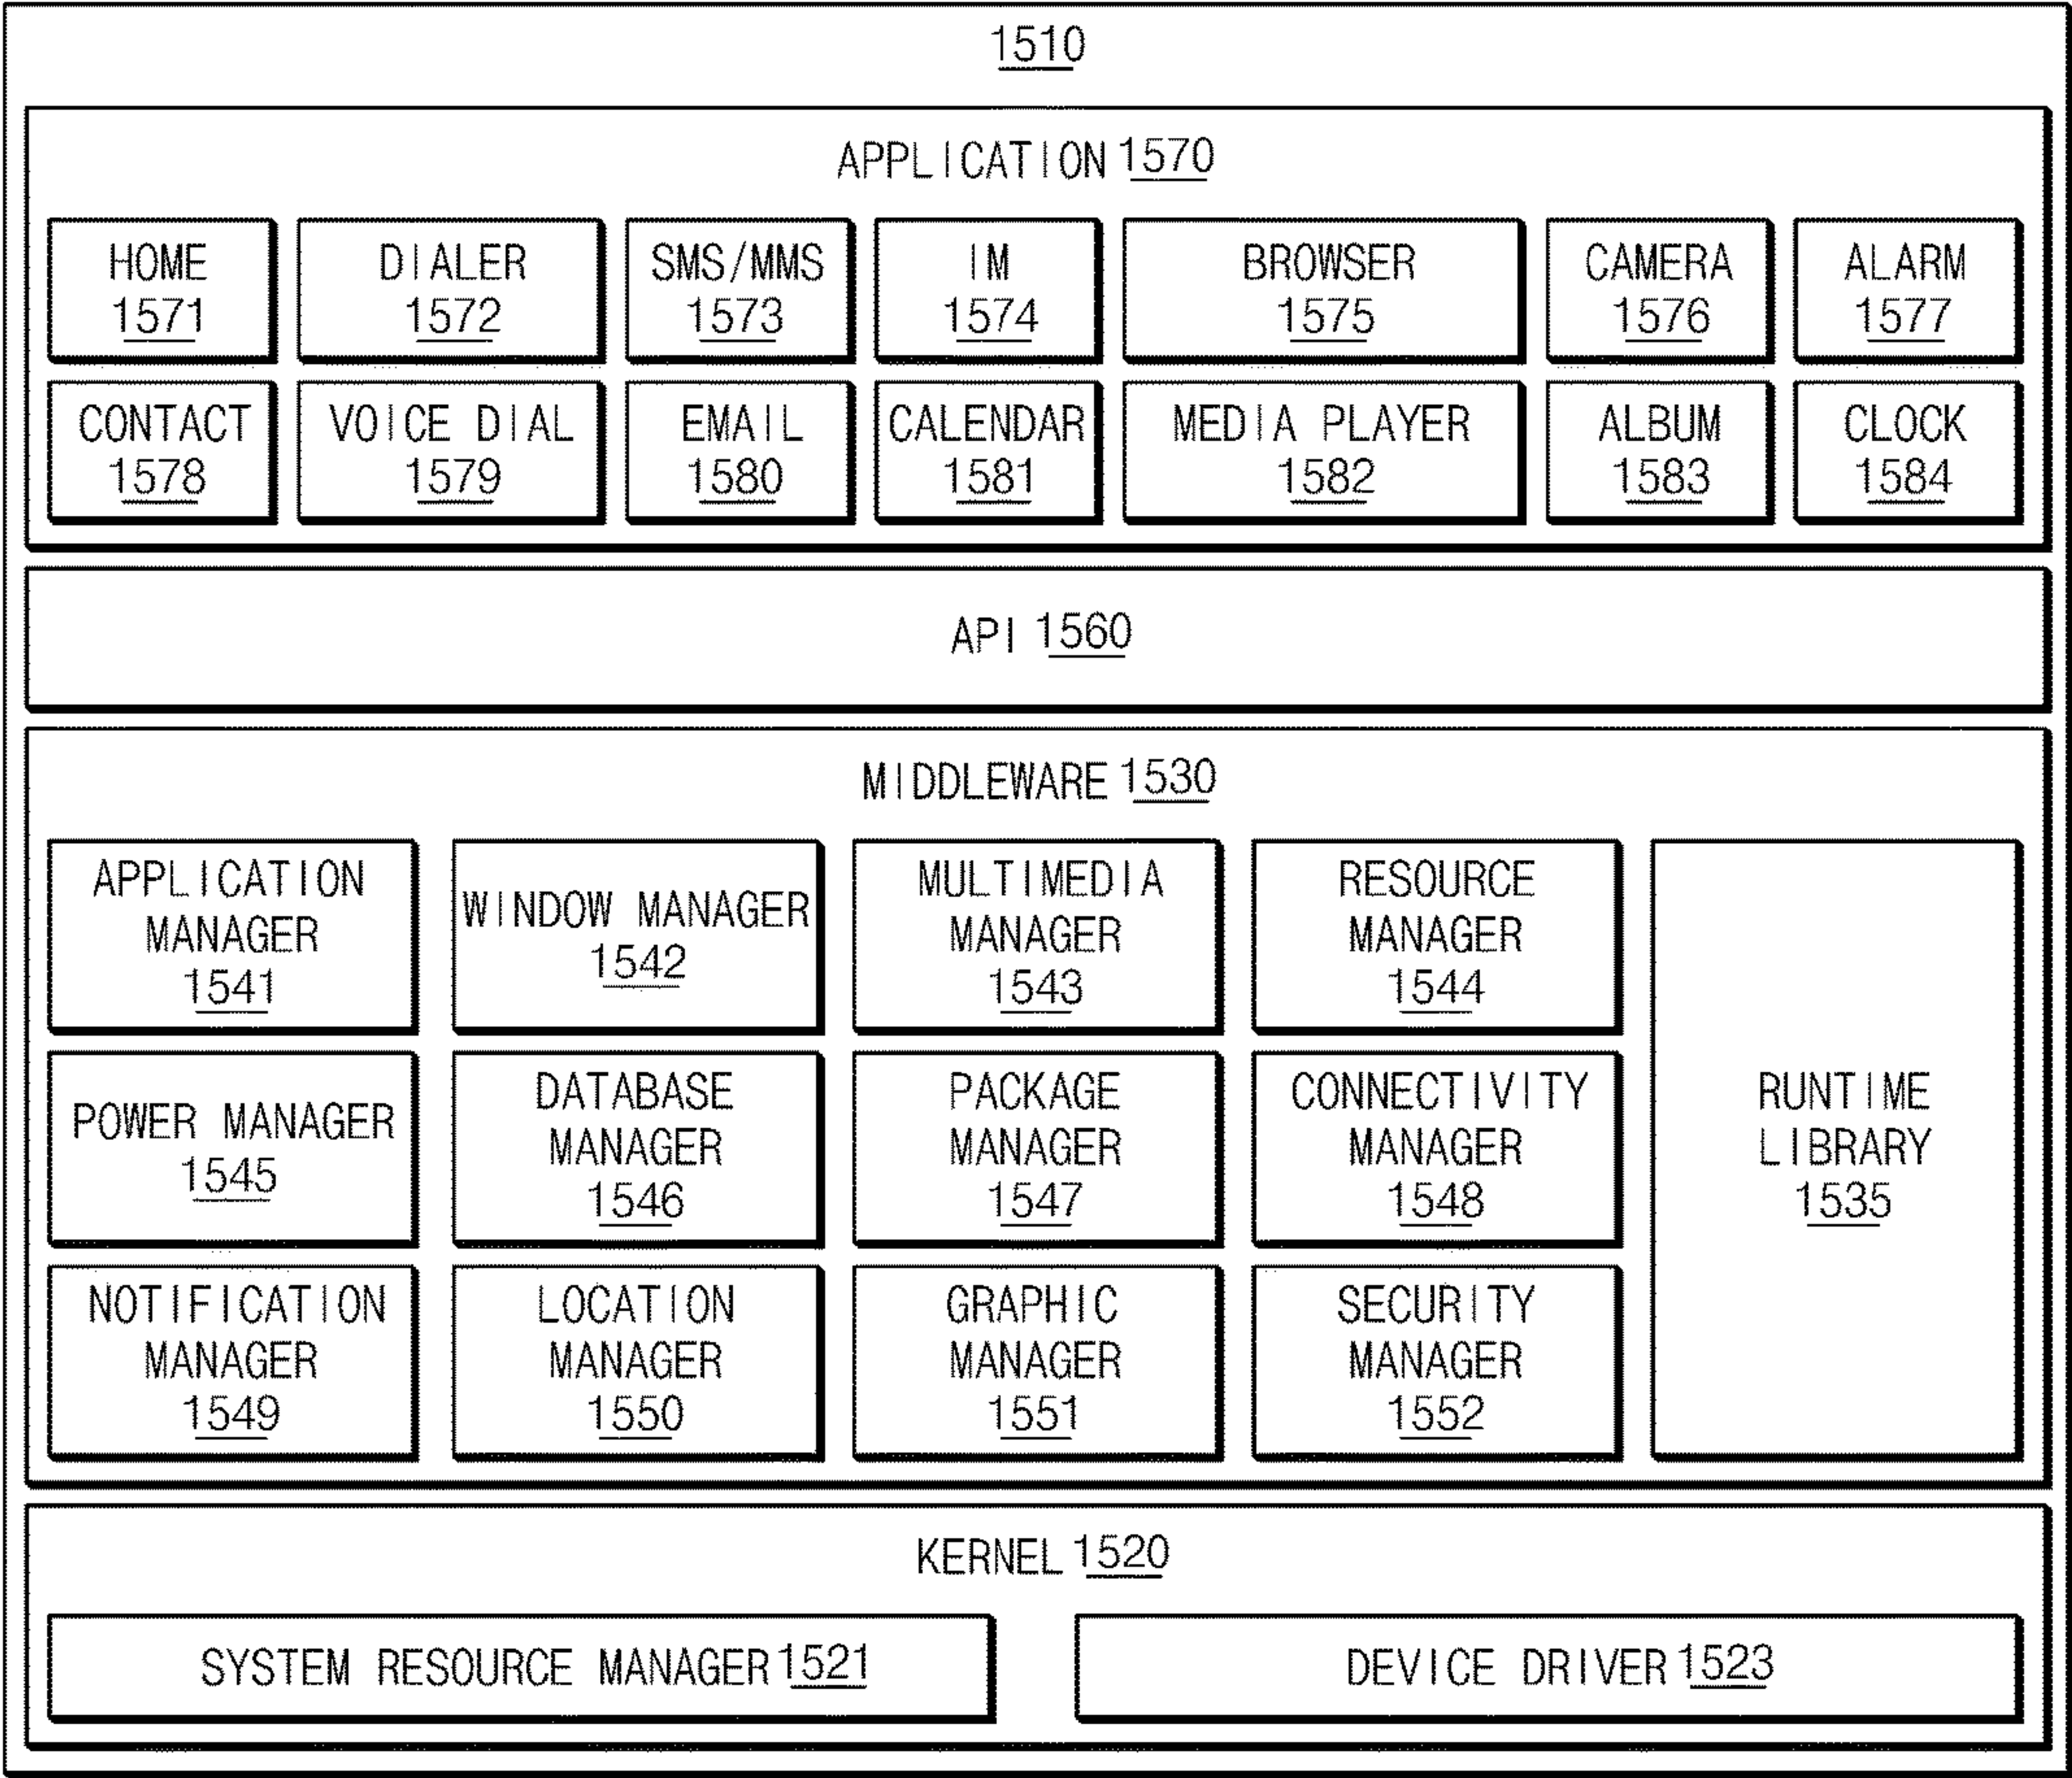 1510
APPLICATION 1570
HOME
1571
DIALER
1572
SMS/MMS
1573
IM
1574
BROWSER
1575
CAMERA
1576
ALARM
1577
CONTACT
1578
VOICE DIAL
1579
EMAIL
1580
CALENDAR
1581
MEDIA PLAYER
1582
ALBUM
1583
CLOCK
1584
API 1560
MIDDLEWARE 1530
APPLICATION
MANAGER
1541
WINDOW MANAGER
1542
MULTIMEDIA
MANAGER
1543
RESOURCE
MANAGER
1544
POWER MANAGER
1545
DATABASE
MANAGER
1546
PACKAGE
MANAGER
1547
CONNECTIVITY
MANAGER
1548
RUNTIME
LIBRARY
1535
NOTIFICATION
MANAGER
1549
LOCATION
MANAGER
1550
GRAPHIC
MANAGER
1551
SECURITY
MANAGER
1552
KERNEL 1520
SYSTEM RESOURCE MANAGER 1521
DEVICE DRIVER 1523